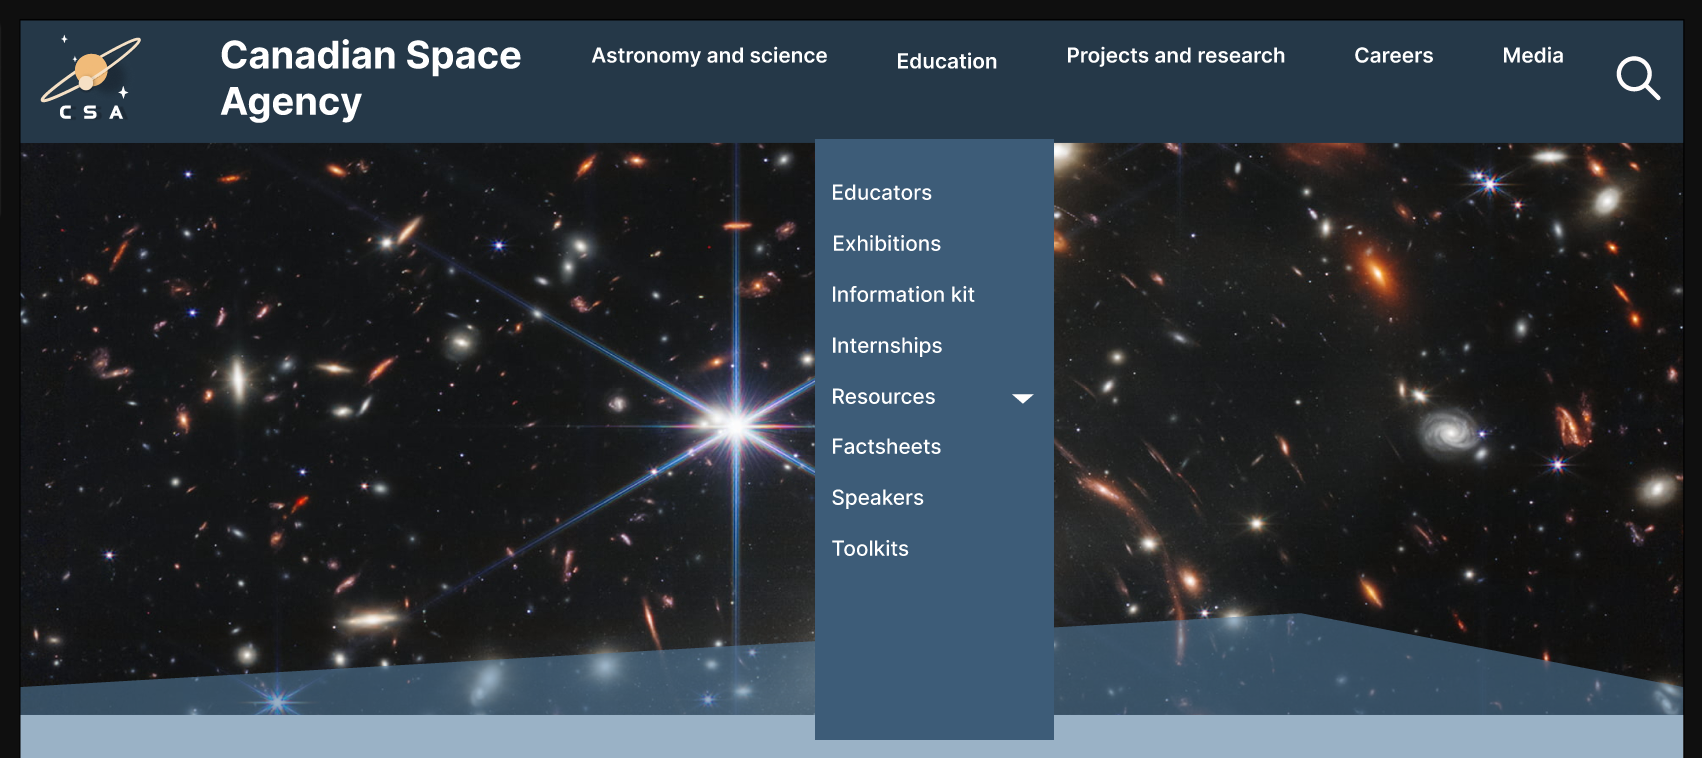 CSA
Canadian Space
Agency
Astronomy and science
Education
Projects and research
Careers
Media
Educators
Exhibitions
Information kit
Internships
Resources
Factsheets
Speakers
Toolkits